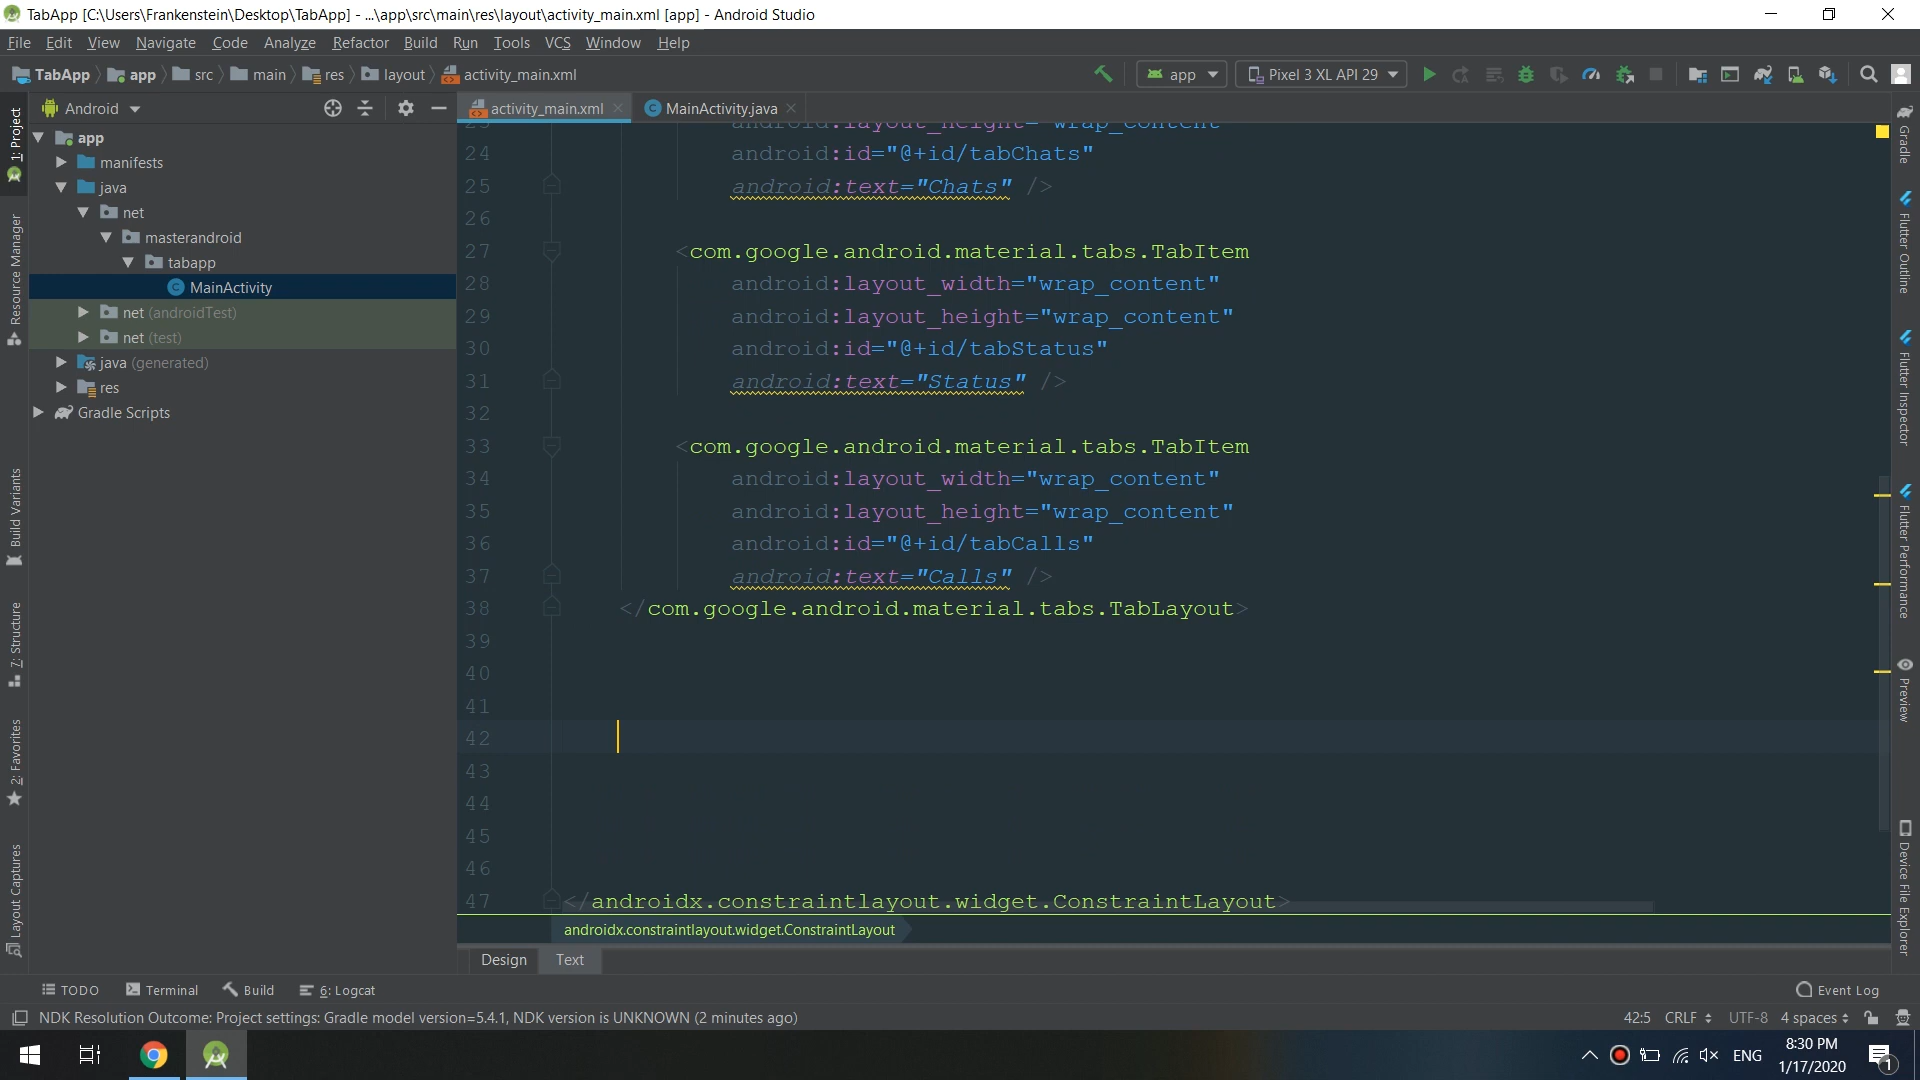 TabApp [C:\Users\Frankenstein\Desktop\TabApp] - ...\app\src\main\res\layout\activity_main.xml [app] - Android Studio
File Edit View Navigate Code Analyze Refactor Build Run Tools VCS Window Help
TabApp app src main res layout activity_main.xml
app Pixel 3 XL API 29
Android
activity_main.xml MainActivity.java
app
manifests
java
net
masterandroid
tabapp
MainActivity
net (androidTest)
net (test)
java (generated)
res
Gradle Scripts
1: Project
Resource Manager
Build Variants
7: Structure
2: Favorites
Layout Captures
23 android:layout_height="wrap_content"
24 android:id="@+id/tabChats"
25 android:text="Chats" />
26
27 <com.google.android.material.tabs.TabItem
28 android:layout_width="wrap_content"
29 android:layout_height="wrap_content"
30 android:id="@+id/tabStatus"
31 android:text="Status" />
32
33 <com.google.android.material.tabs.TabItem
34 android:layout_width="wrap_content"
35 android:layout_height="wrap_content"
36 android:id="@+id/tabCalls"
37 android:text="Calls" />
38 </com.google.android.material.tabs.TabLayout>
39
40
41
42
43
44
45
46
47 </androidx.constraintlayout.widget.ConstraintLayout>
androidx.constraintlayout.widget.ConstraintLayout
Design Text
Gradle
Flutter Outline
Flutter Inspector
Flutter Performance
Preview
Device File Explorer
TODO Terminal Build 6: Logcat Event Log
NDK Resolution Outcome: Project settings: Gradle model version=5.4.1, NDK version is UNKNOWN (2 minutes ago) 42:5 CRLF UTF-8 4 spaces
ENG 8:30 PM
1/17/2020
1